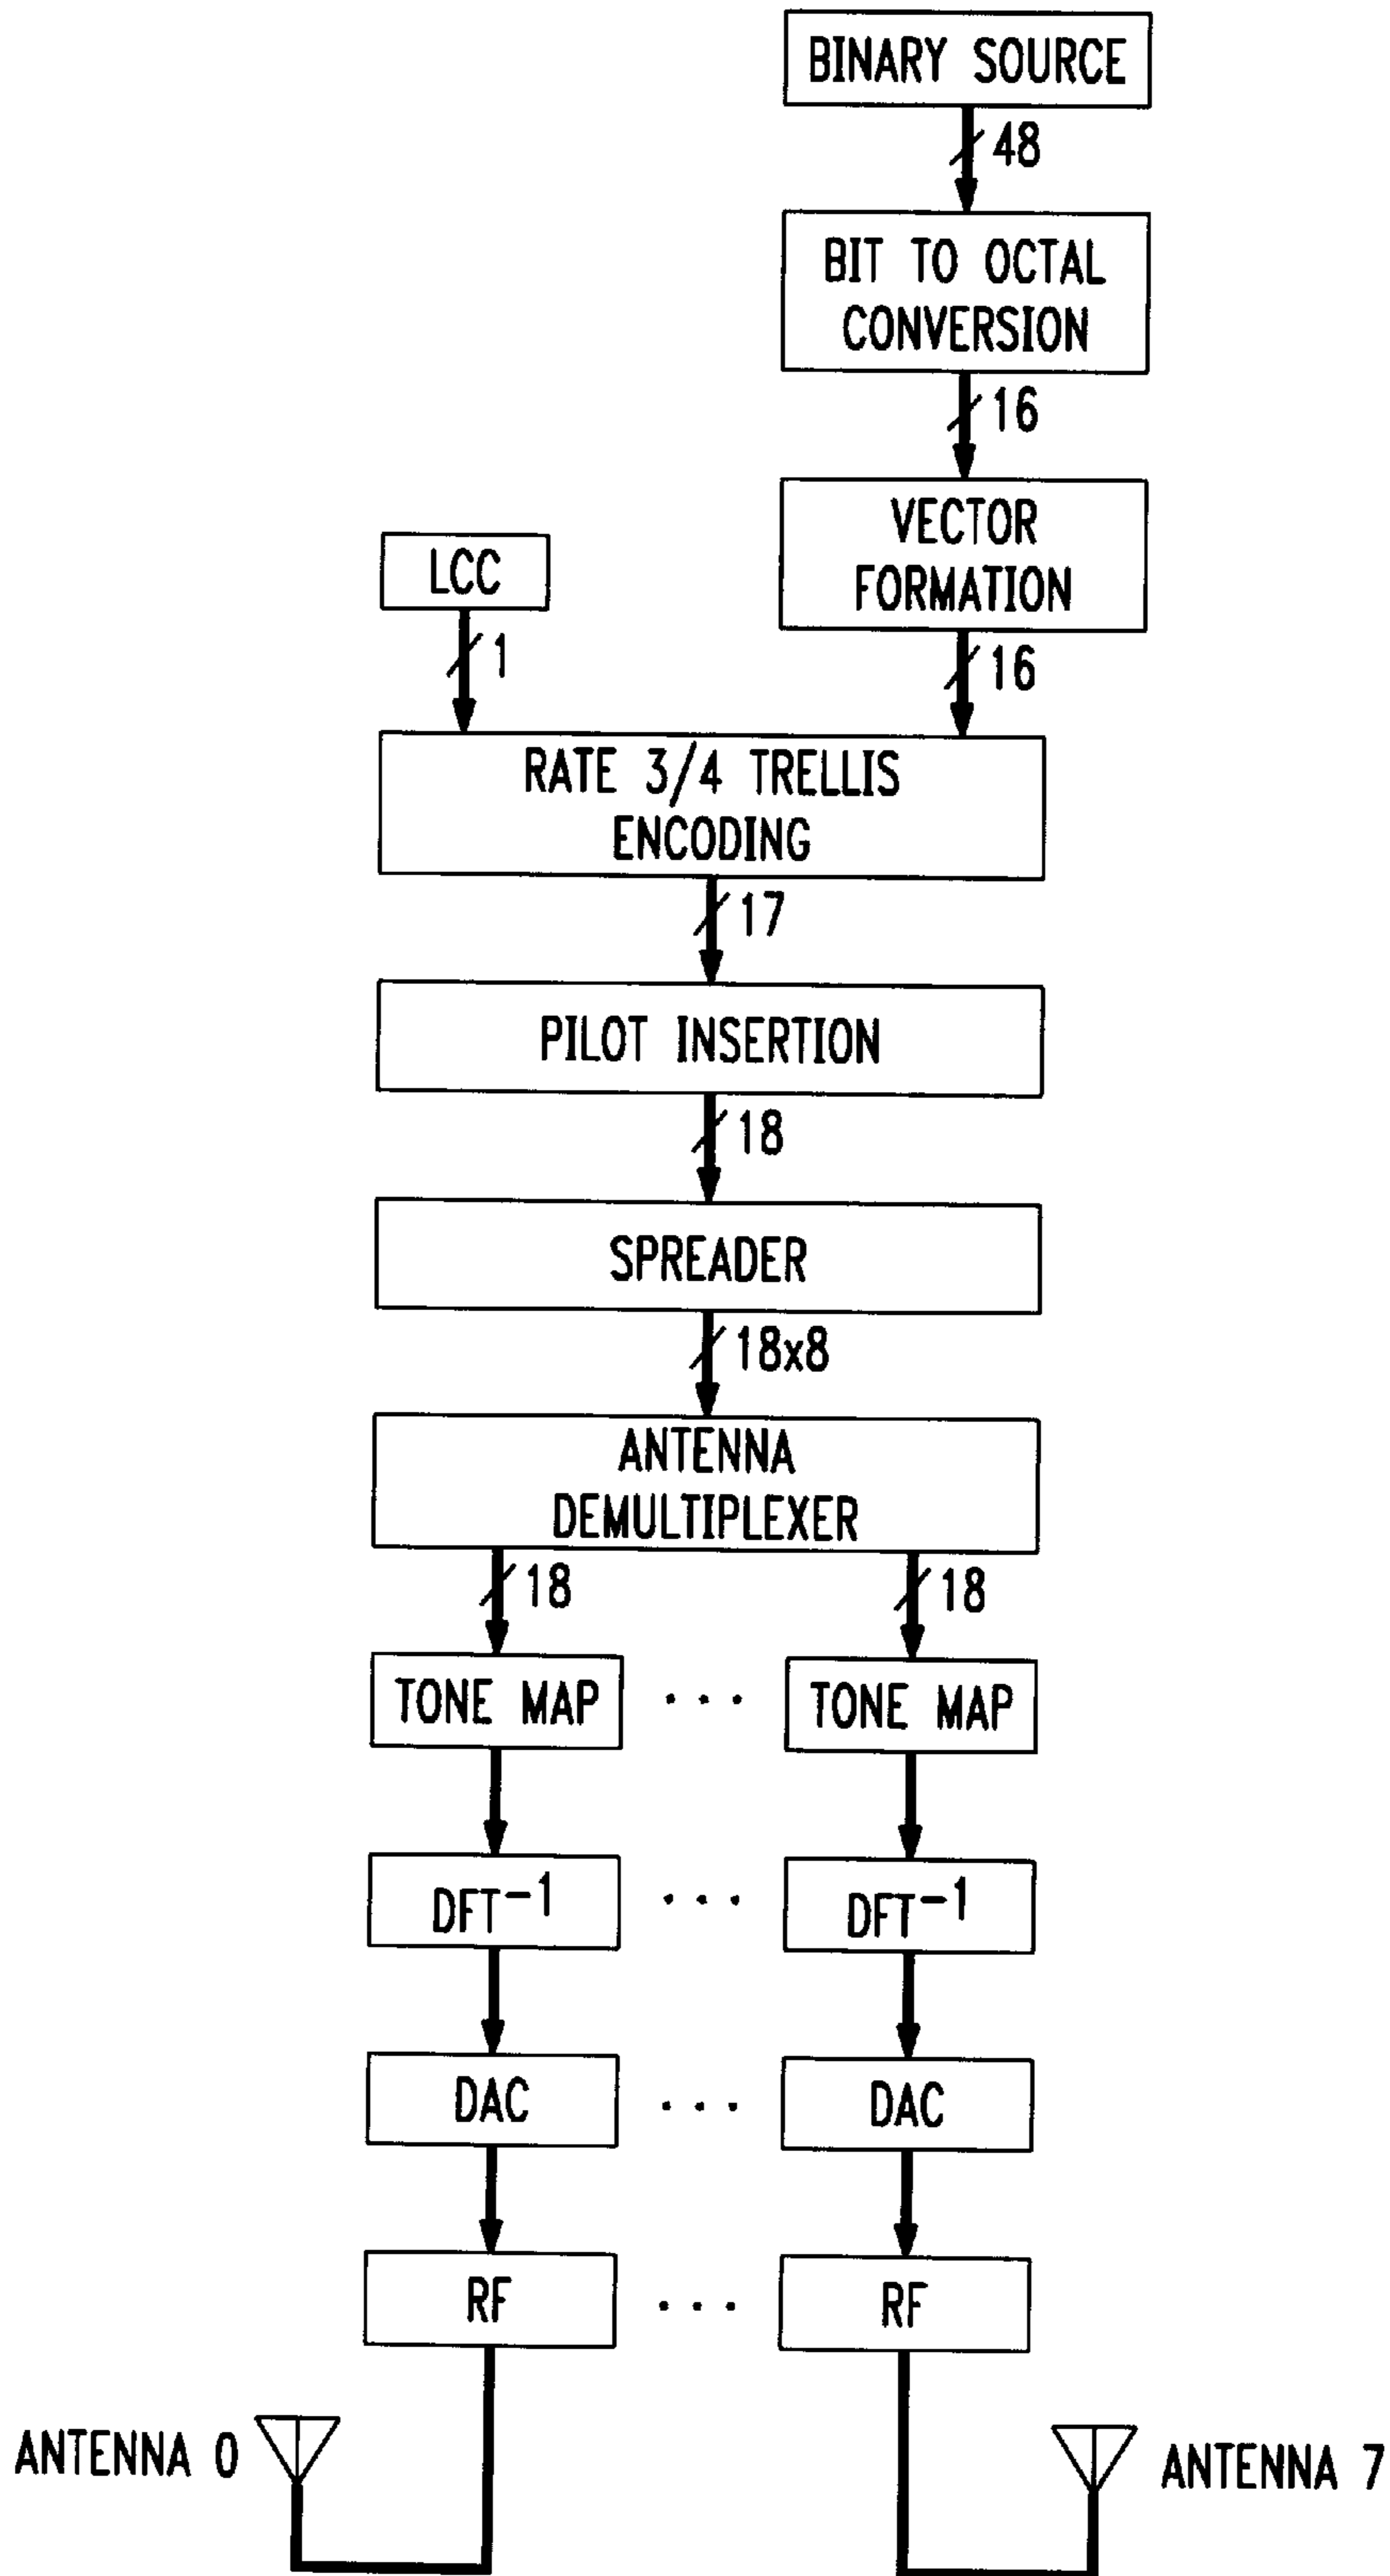 BINARY SOURCE
48
BIT TO OCTAL
CONVERSION
16
VECTOR
FORMATION
LCC
1
16
RATE 3/4 TRELLIS
ENCODING
17
PILOT INSERTION
18
SPREADER
18x8
ANTENNA
DEMULTIPLEXER
18
18
TONE MAP
...
TONE MAP
DFT⁻¹
...
DFT⁻¹
DAC
...
DAC
RF
...
RF
ANTENNA 0
ANTENNA 7